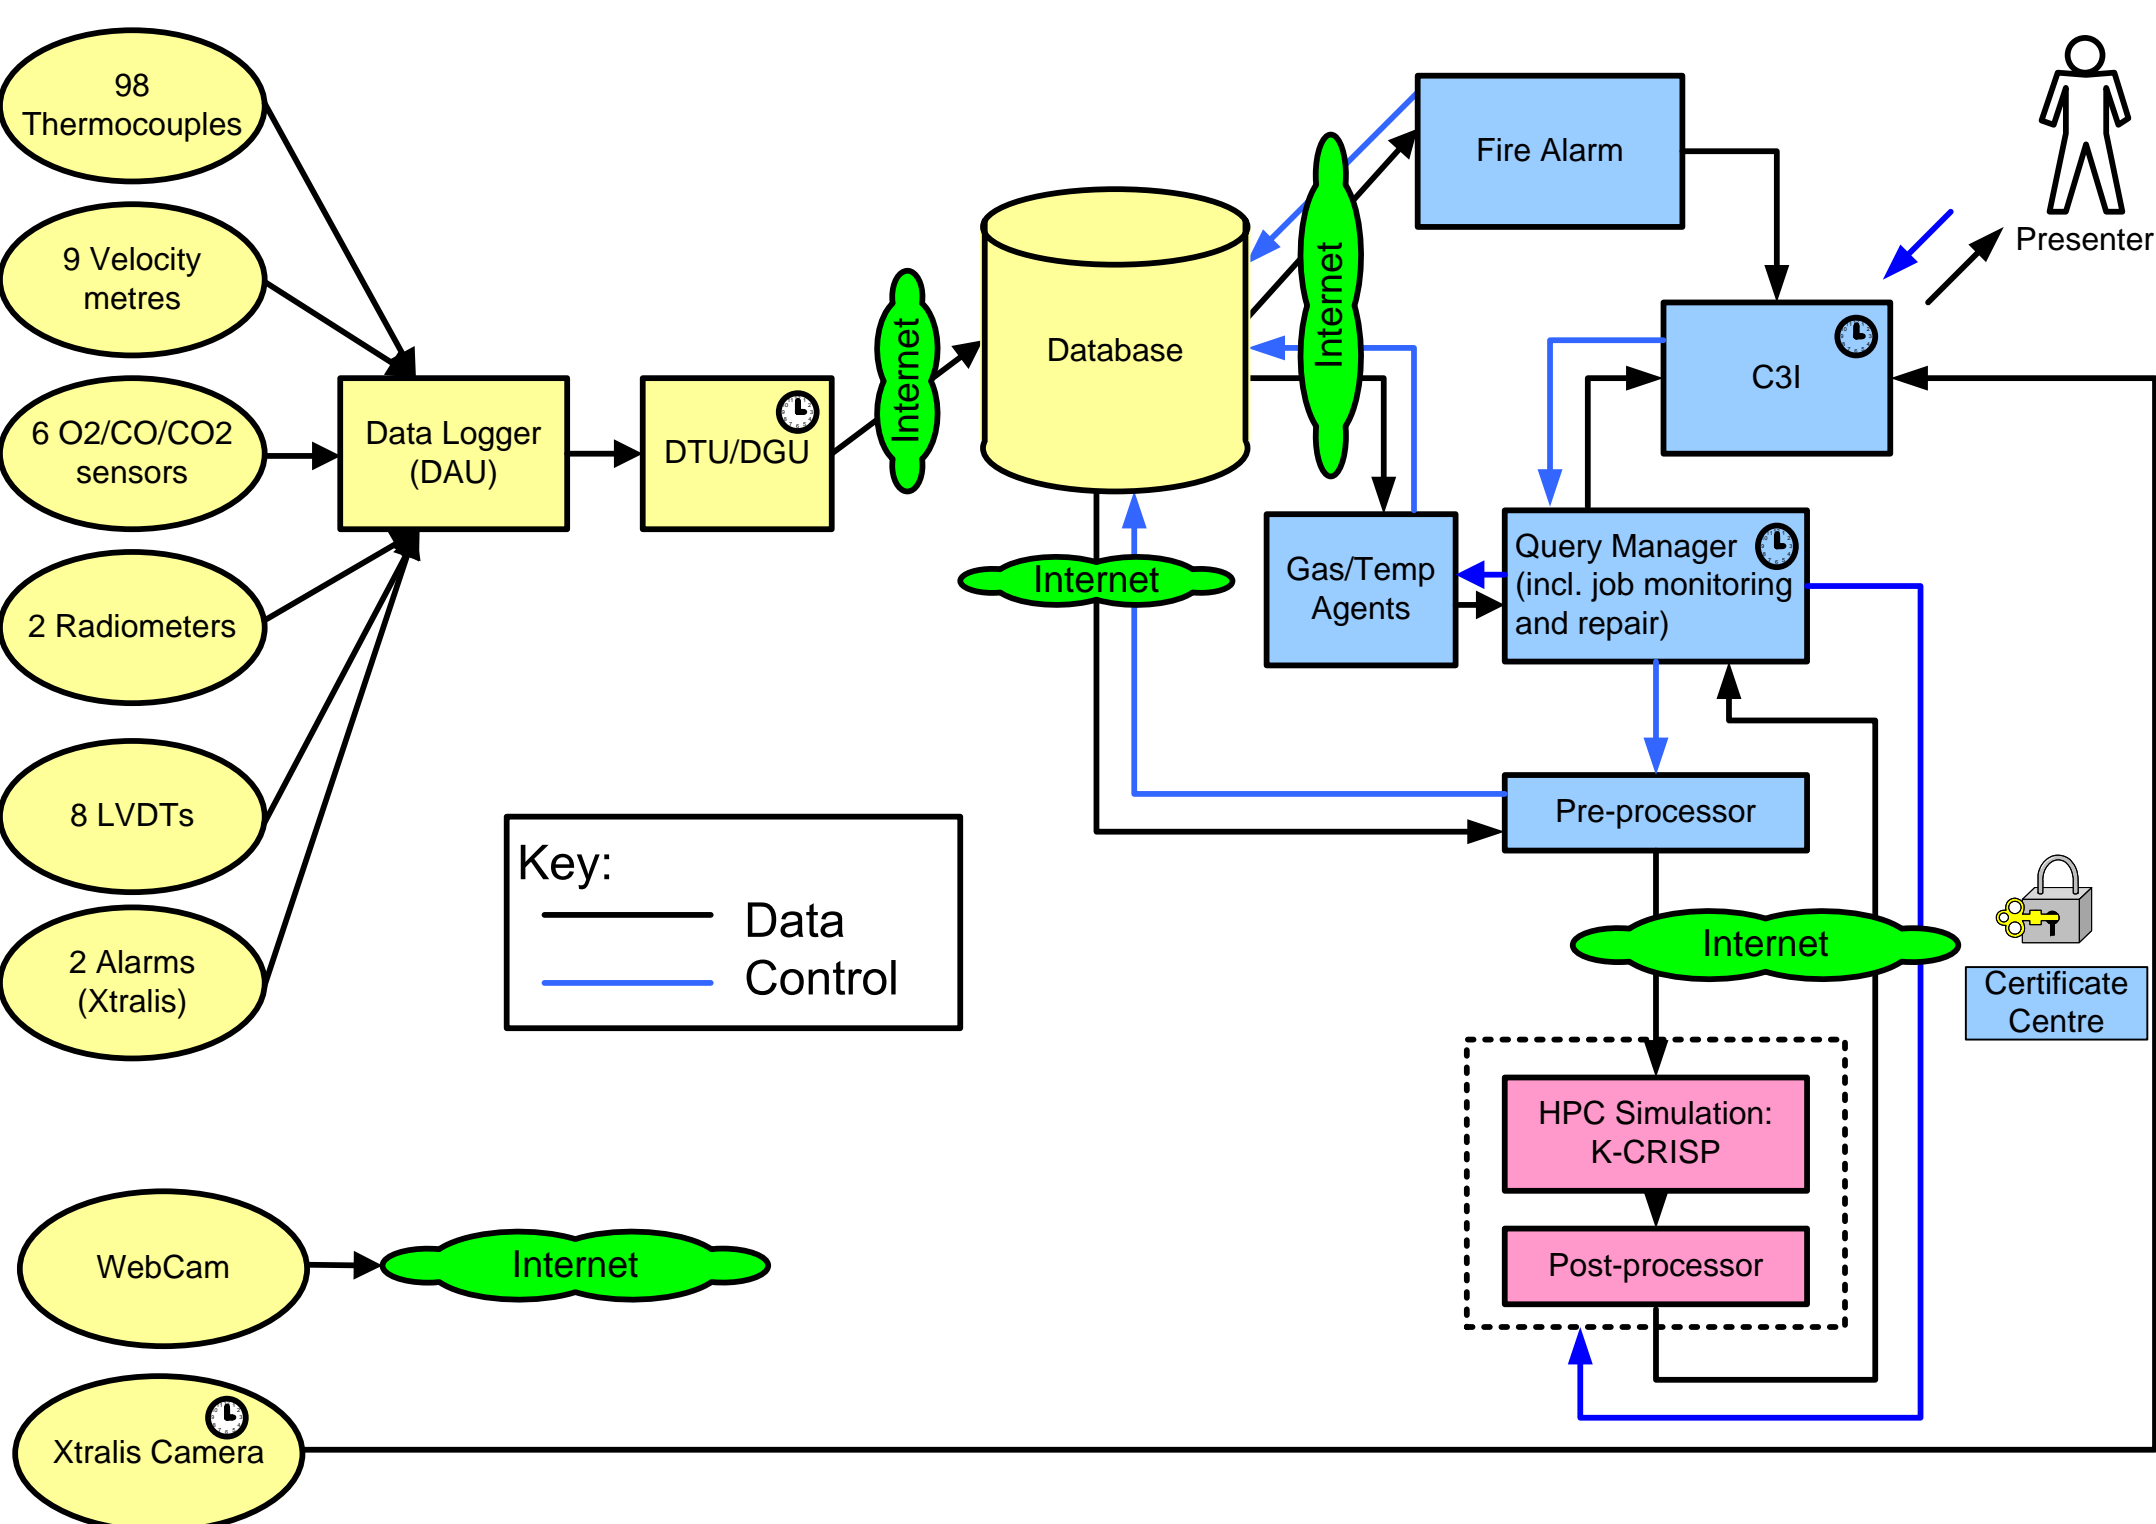 98
Thermocouples
9 Velocity
metres
6 O2/CO/CO2
sensors
2 Radiometers
8 LVDTs
2 Alarms
(Xtralis)
WebCam
Xtralis Camera
Data Logger
(DAU)
DTU/DGU
Internet
Database
Internet
Internet
Fire Alarm
Presenter
C3I
Gas/Temp
Agents
Query Manager
(incl. job monitoring
and repair)
Pre-processor
Internet
Certificate
Centre
HPC Simulation:
K-CRISP
Post-processor
Key:
Data
Control
Internet